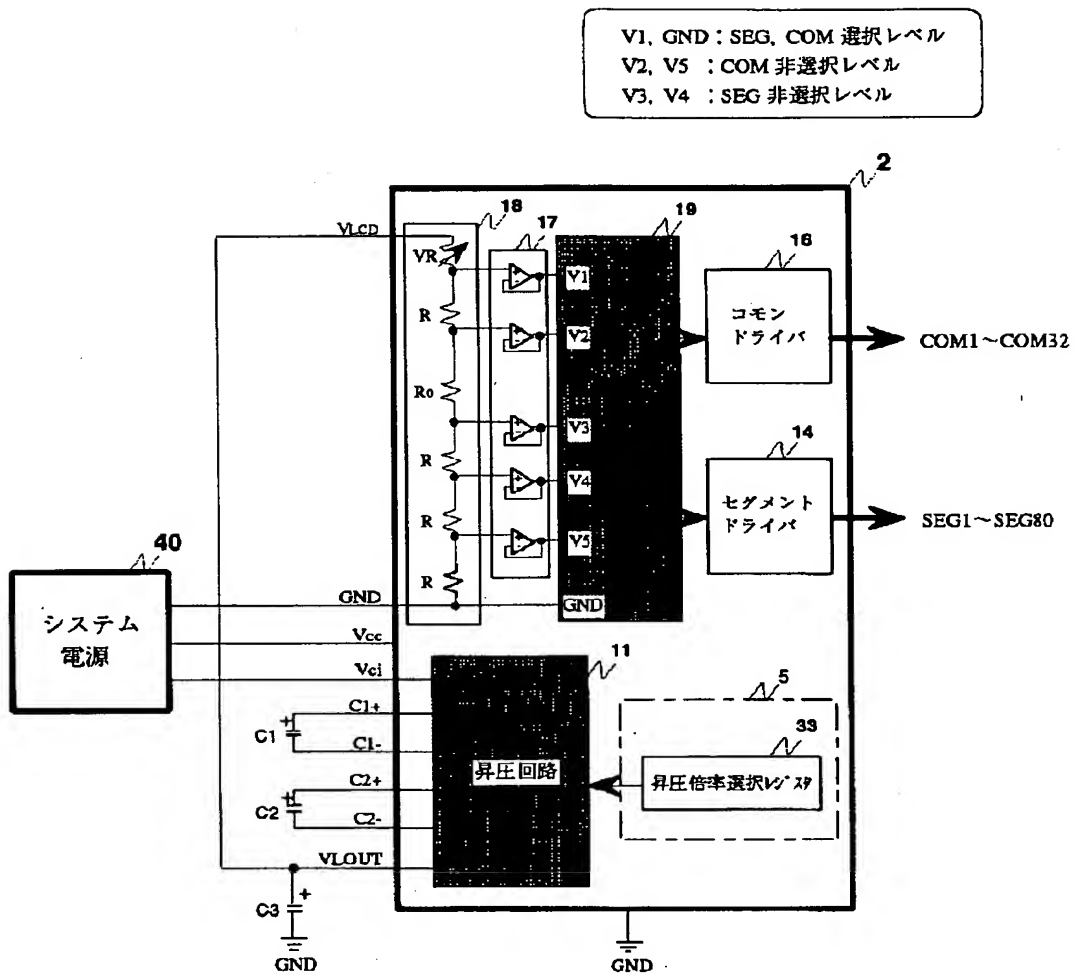 V1, GND : SEG, COM 選択レベル
V2, V5 : COM 非選択レベル
V3, V4 : SEG 非選択レベル
2
18
17
19
16
VLCD
VR
R
R0
R
R
R
V1
V2
V3
V4
V5
GND
コモン
ドライバ
COM1～COM32
14
セグメント
ドライバ
SEG1～SEG80
40
システム
電源
GND
Vcc
Vci
C1+
C1
C1-
C2+
C2
C2-
VLOUT
C3
GND
11
昇圧回路
5
33
昇圧倍率選択ﾚｼﾞｽﾀ
GND